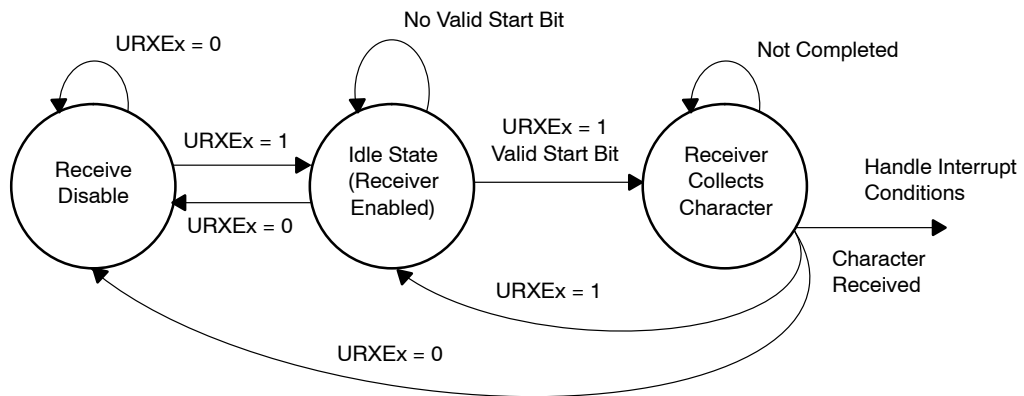 No Valid Start Bit
URXEx = 0
Not Completed
URXEx = 1
URXEx = 1
Valid Start Bit
Receive
Disable
Idle State
(Receiver
Enabled)
Receiver
Collects
Character
Handle Interrupt
Conditions
URXEx = 0
Character
Received
URXEx = 1
URXEx = 0